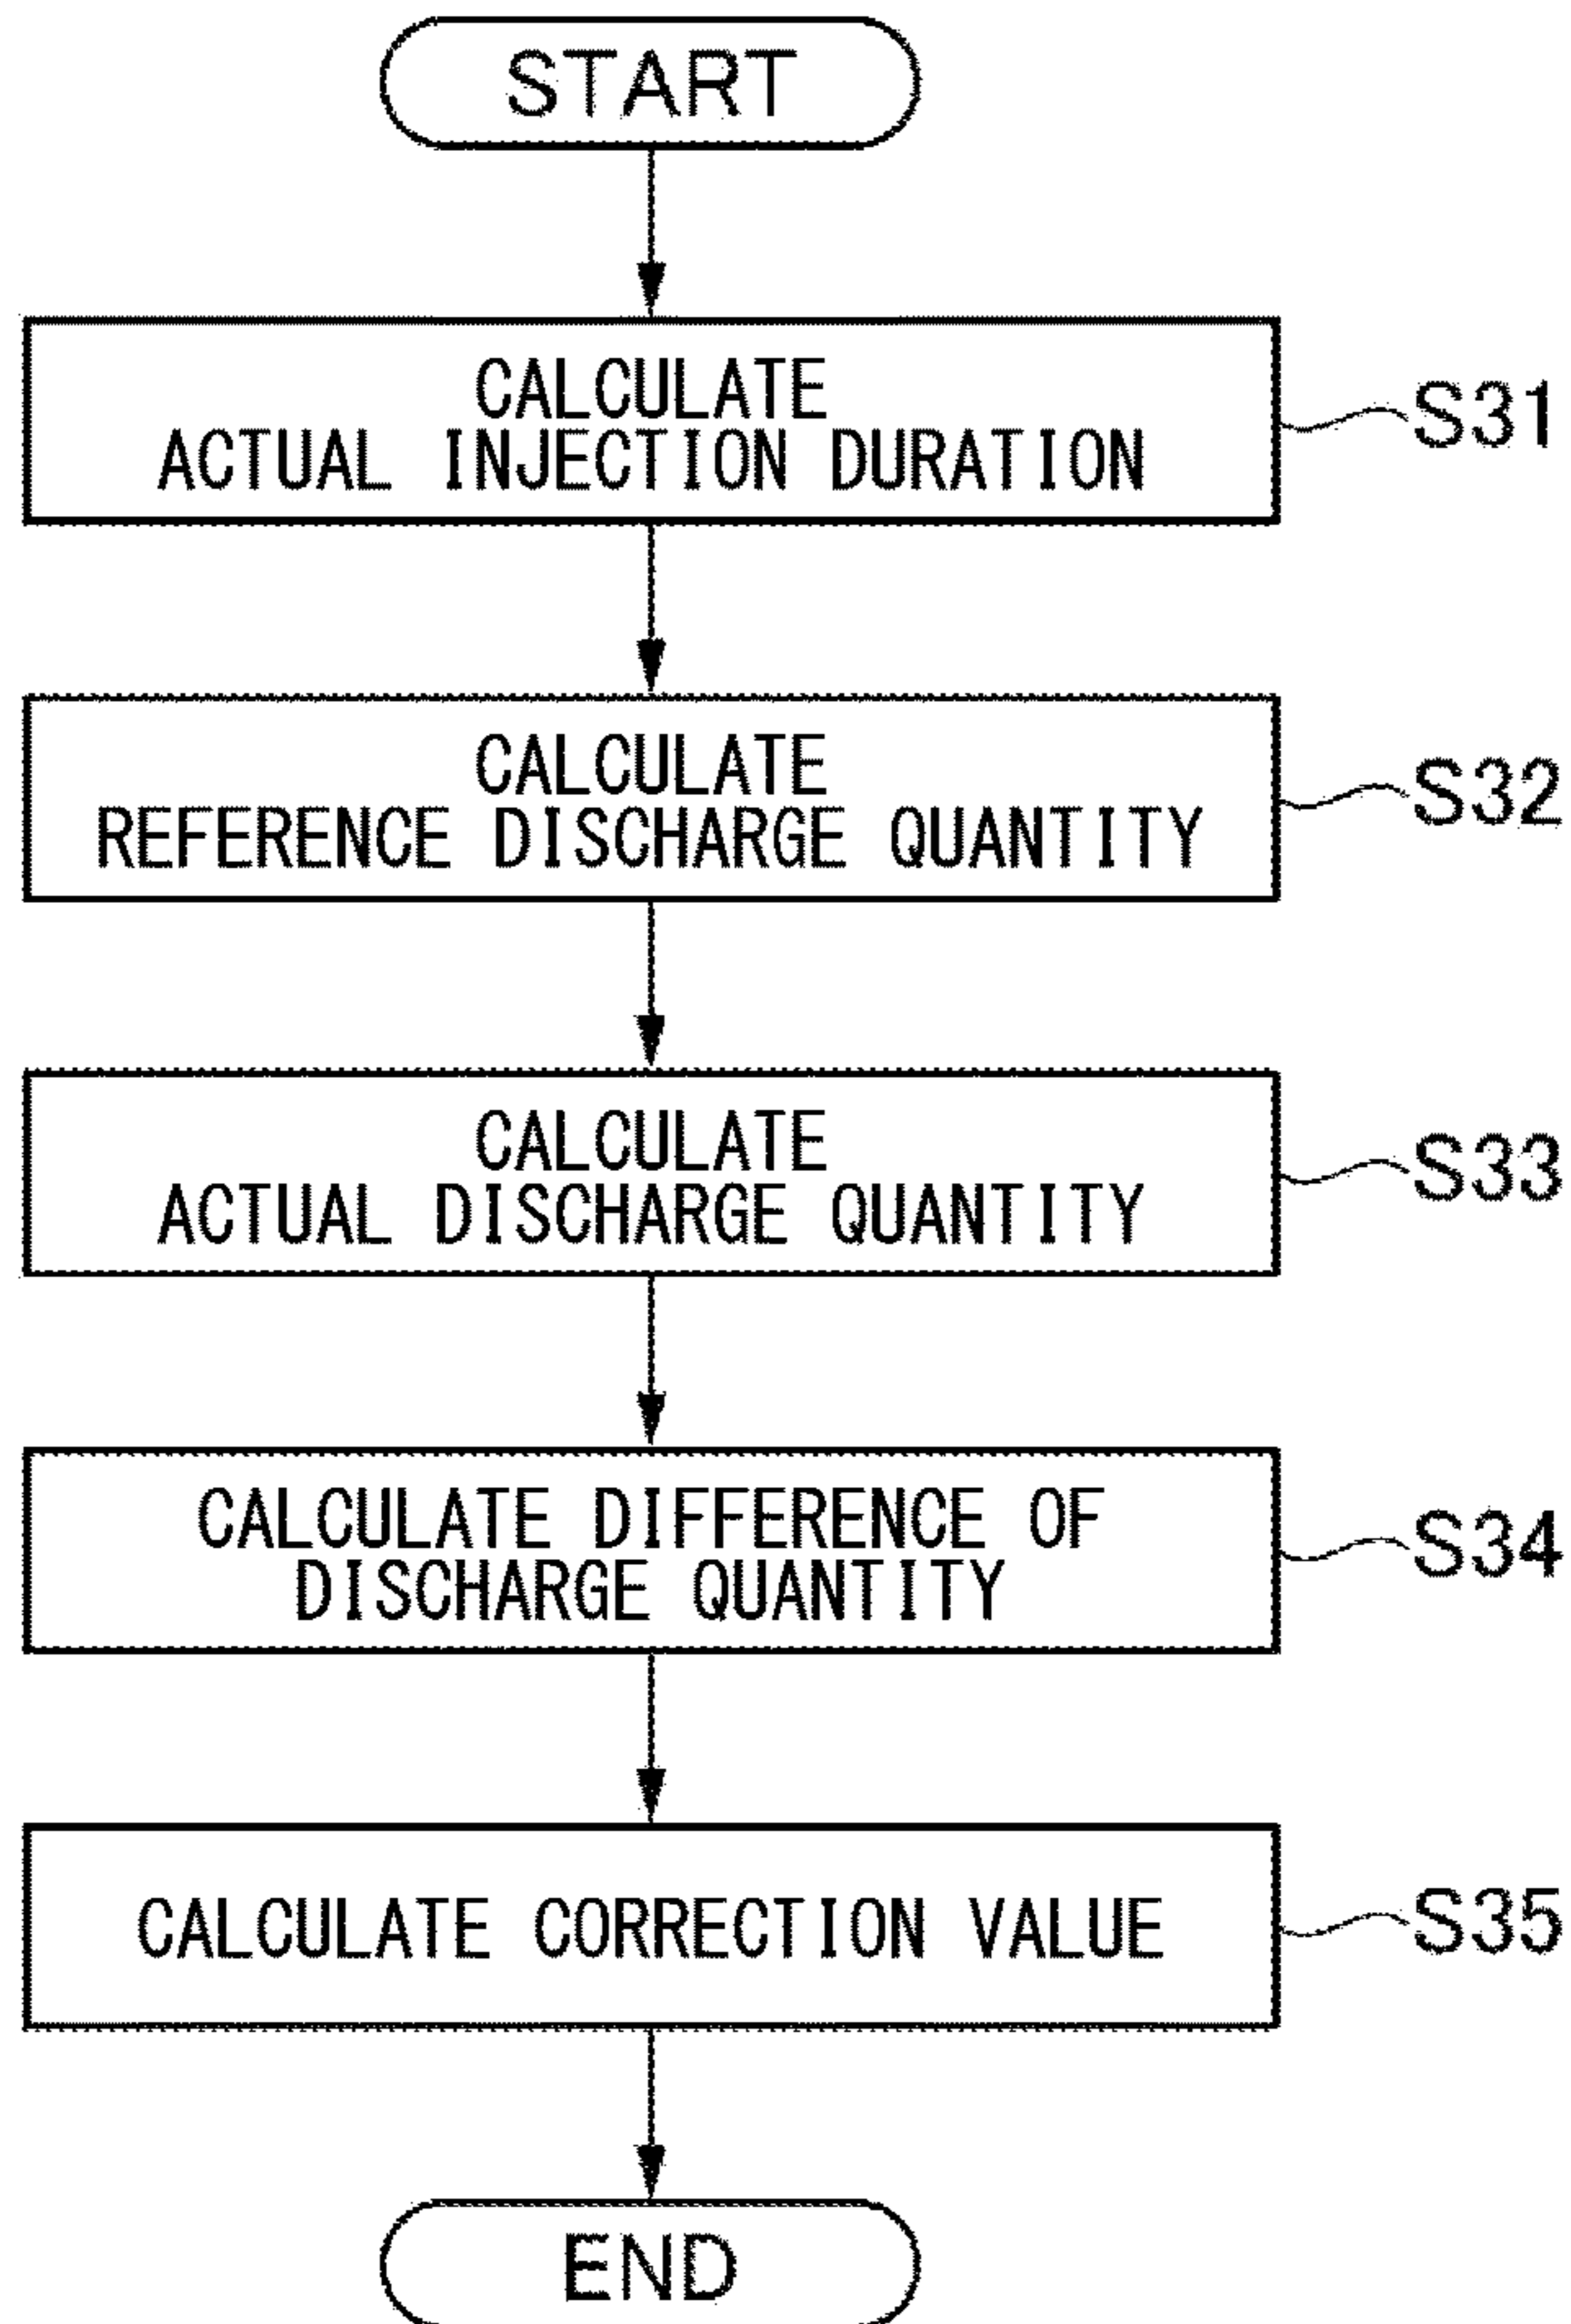 START
CALCULATE
ACTUAL INJECTION DURATION
S31
CALCULATE
REFERENCE DISCHARGE QUANTITY
S32
CALCULATE
ACTUAL DISCHARGE QUANTITY
S33
CALCULATE DIFFERENCE OF
DISCHARGE QUANTITY
S34
CALCULATE CORRECTION VALUE
S35
END